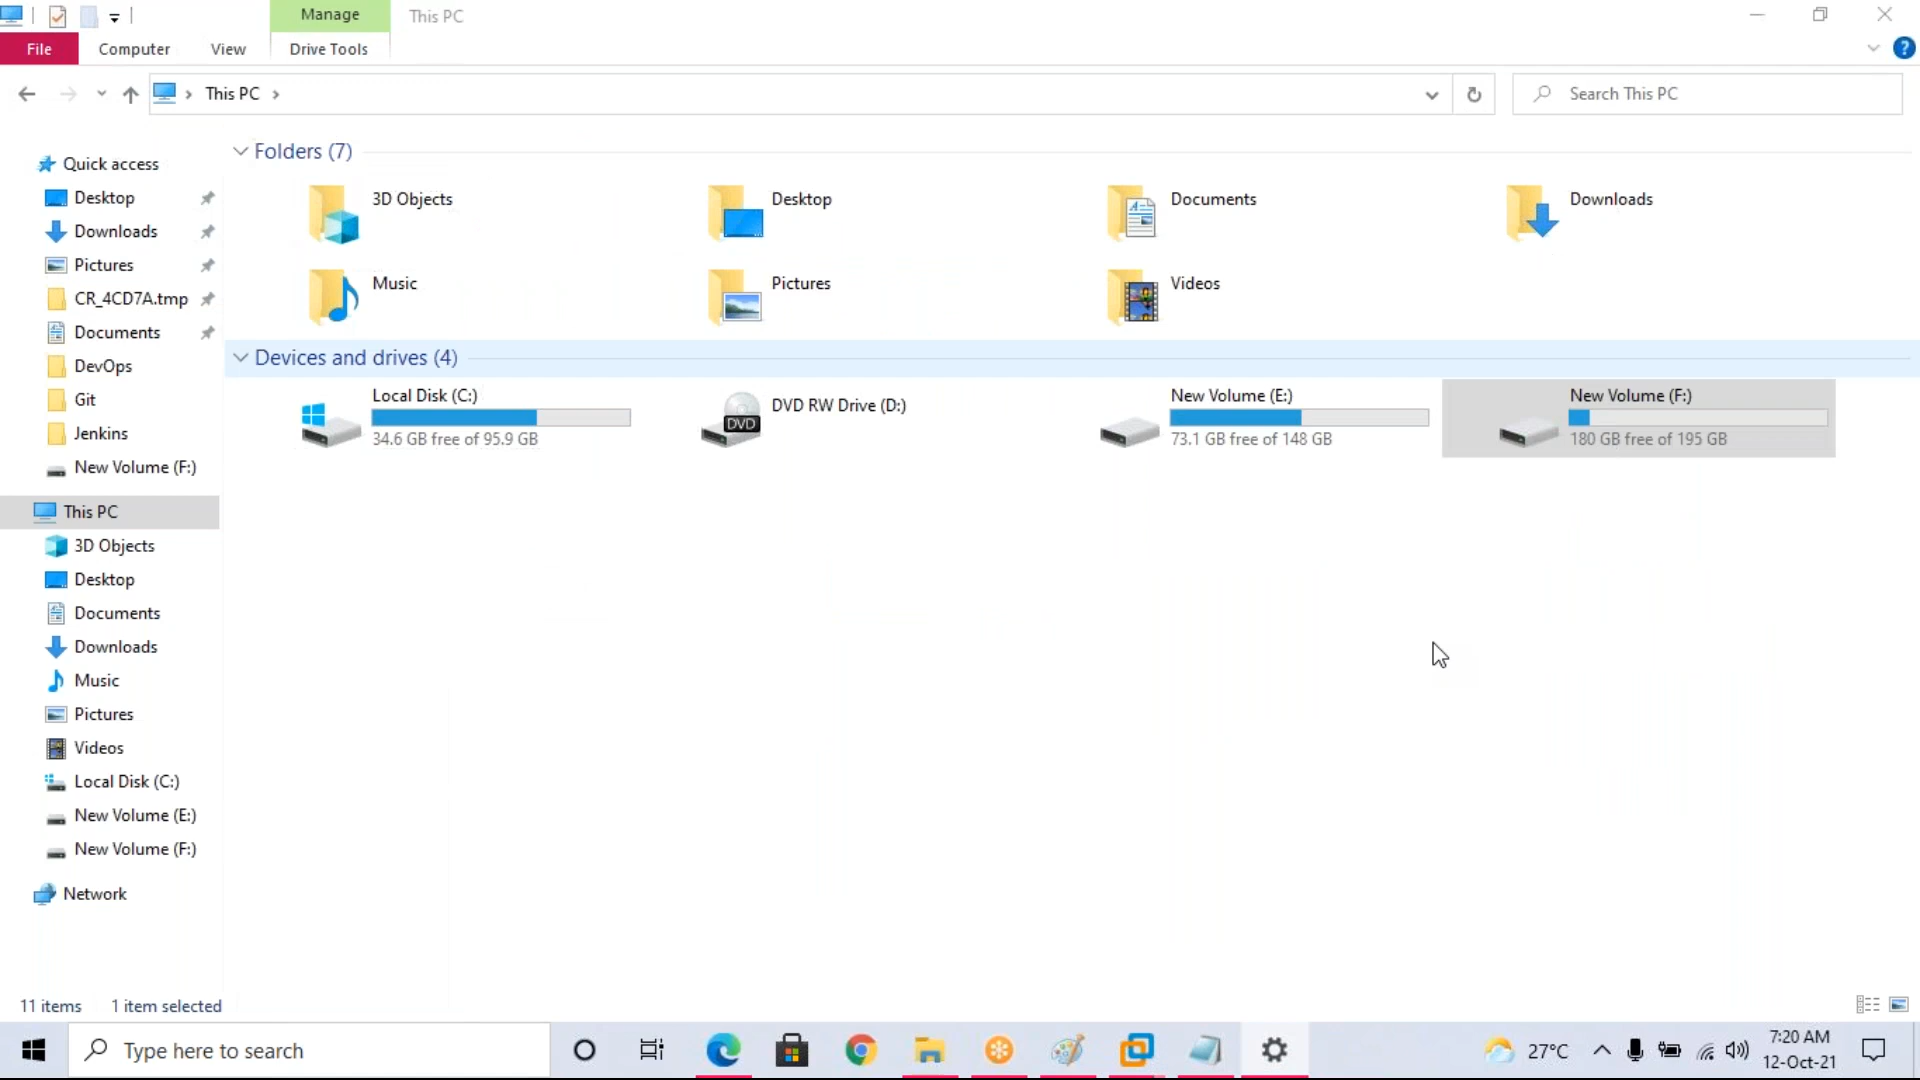 Manage
This PC
File
Computer
View
Drive Tools
This PC
Search This PC
Quick access
Desktop
Downloads
Pictures
CR_4CD7A.tmp
Documents
DevOps
Git
Jenkins
New Volume (F:)
This PC
3D Objects
Desktop
Documents
Downloads
Music
Pictures
Videos
Local Disk (C:)
New Volume (E:)
New Volume (F:)
Network
Folders (7)
3D Objects
Desktop
Documents
Downloads
Music
Pictures
Videos
Devices and drives (4)
Local Disk (C:)
34.6 GB free of 95.9 GB
DVD RW Drive (D:)
DVD
New Volume (E:)
73.1 GB free of 148 GB
New Volume (F:)
180 GB free of 195 GB
11 items
1 item selected
Type here to search
27°C
7:20 AM
12-Oct-21